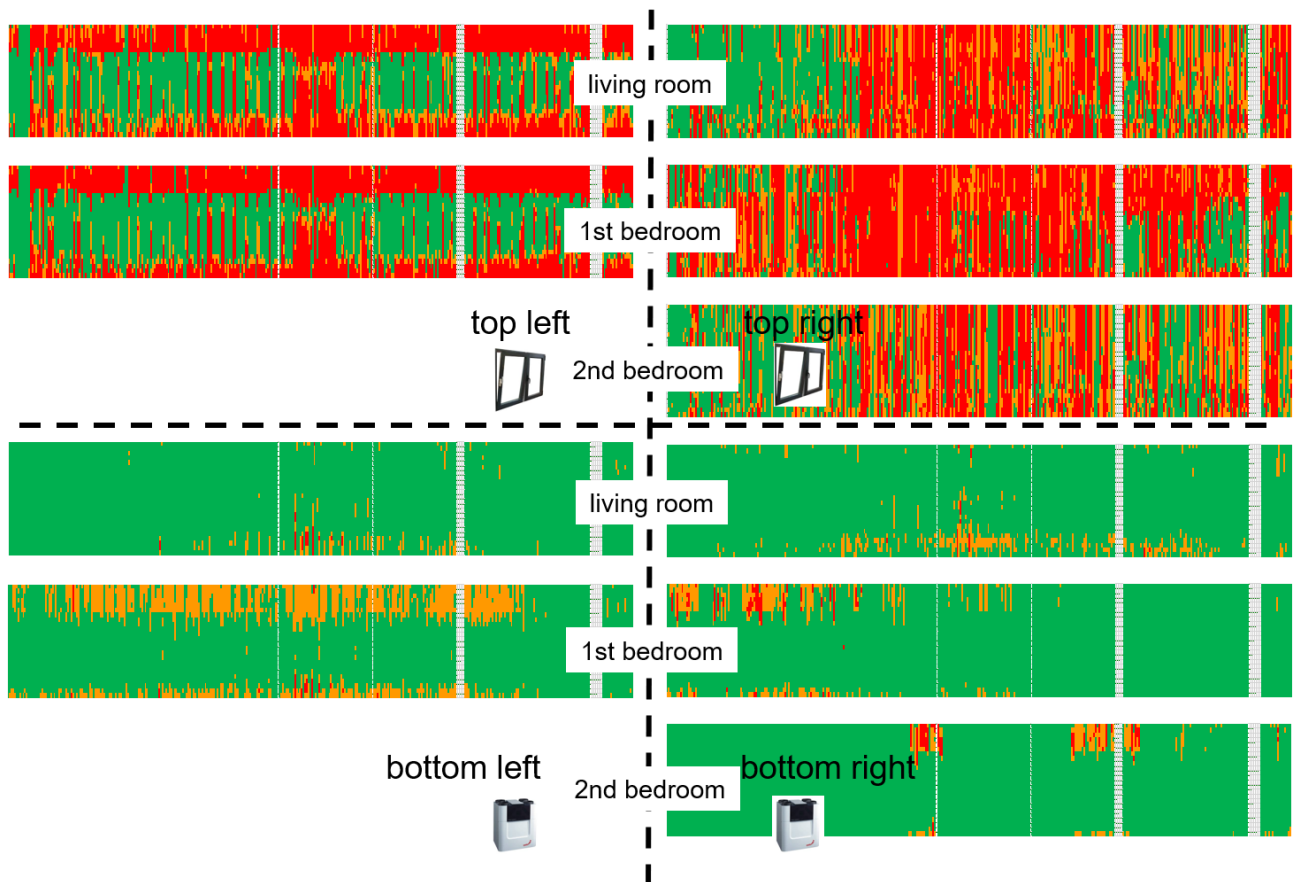 living room
1st bedroom
top left
top right
2nd bedroom
living room
1st bedroom
bottom left
bottom right
2nd bedroom